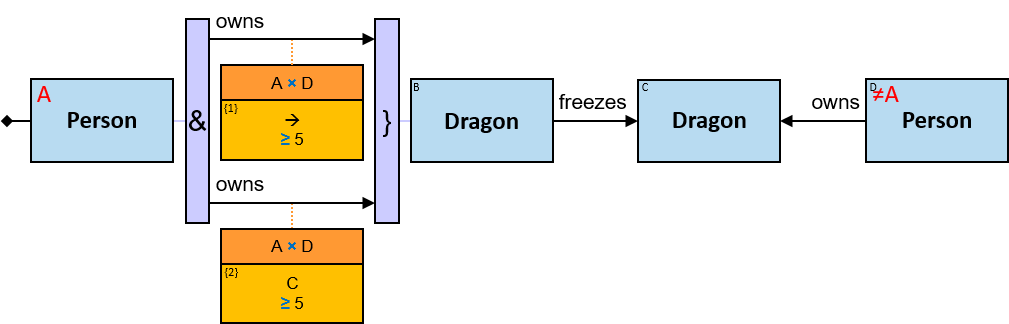 owns
A × D
{1}
→
≥ 5
A
Person
&
}
B
Dragon
freezes
C
Dragon
owns
D
≠A
Person
owns
A × D
{2}
C
≥ 5